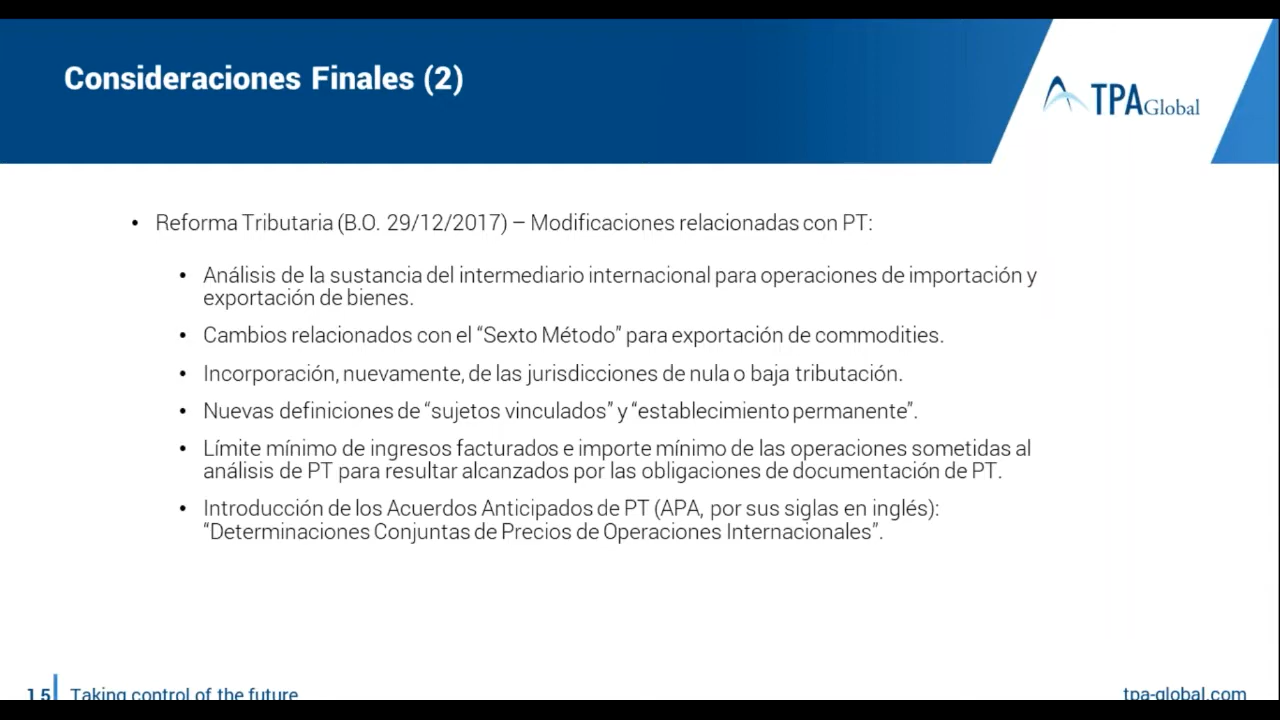 Consideraciones Finales (2)
TPA Global
• Reforma Tributaria (B.O. 29/12/2017) – Modificaciones relacionadas con PT:
• Análisis de la sustancia del intermediario internacional para operaciones de importación y
exportación de bienes.
• Cambios relacionados con el “Sexto Método” para exportación de commodities.
• Incorporación, nuevamente, de las jurisdicciones de nula o baja tributación.
• Nuevas definiciones de “sujetos vinculados” y “establecimiento permanente”.
• Límite mínimo de ingresos facturados e importe mínimo de las operaciones sometidas al
análisis de PT para resultar alcanzados por las obligaciones de documentación de PT.
• Introducción de los Acuerdos Anticipados de PT (APA, por sus siglas en inglés):
“Determinaciones Conjuntas de Precios de Operaciones Internacionales”.
15 Taking control of the future
tpa-global.com